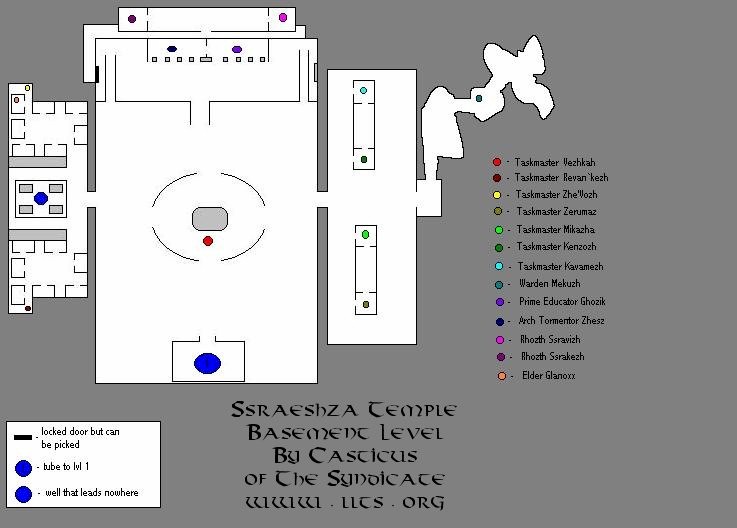 - Taskmaster Vezhkah
- Taskmaster Revan'kezh
- Taskmaster Zhe'Vozh
- Taskmaster Zerumaz
- Taskmaster Mikazha
- Taskmaster Kenzozh
- Taskmaster Kavamezh
- Warden Mekuzh
- Prime Educator Ghozik
- Arch Tormentor Zhesz
- Rhozth Ssravizh
- Rhozth Ssrakezh
- Elder Glanoxx
Ssraeshza Temple
Basement Level
By Casticus
of The Syndicate
www.iits.org
- locked door but can
be picked
- tube to lvl 1
- well that leads nowhere